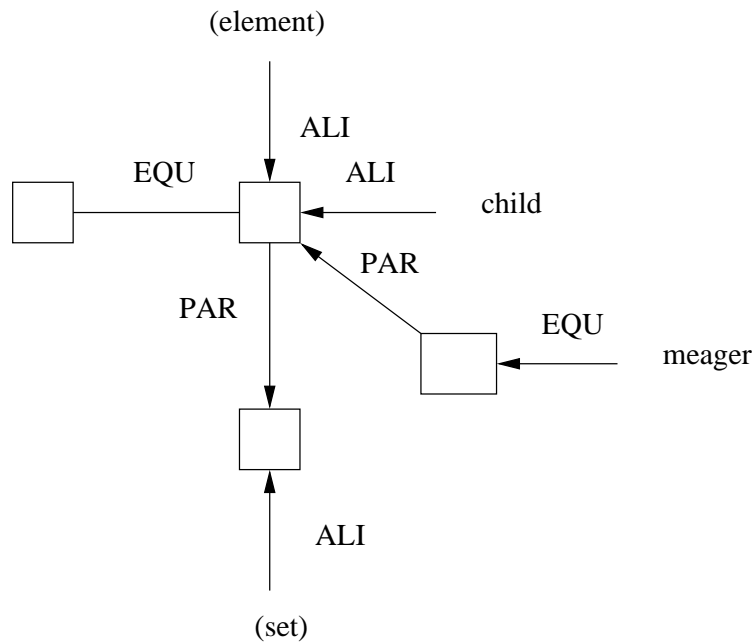 (element)
ALI
EQU
ALI
child
PAR
PAR
EQU
meager
ALI
(set)